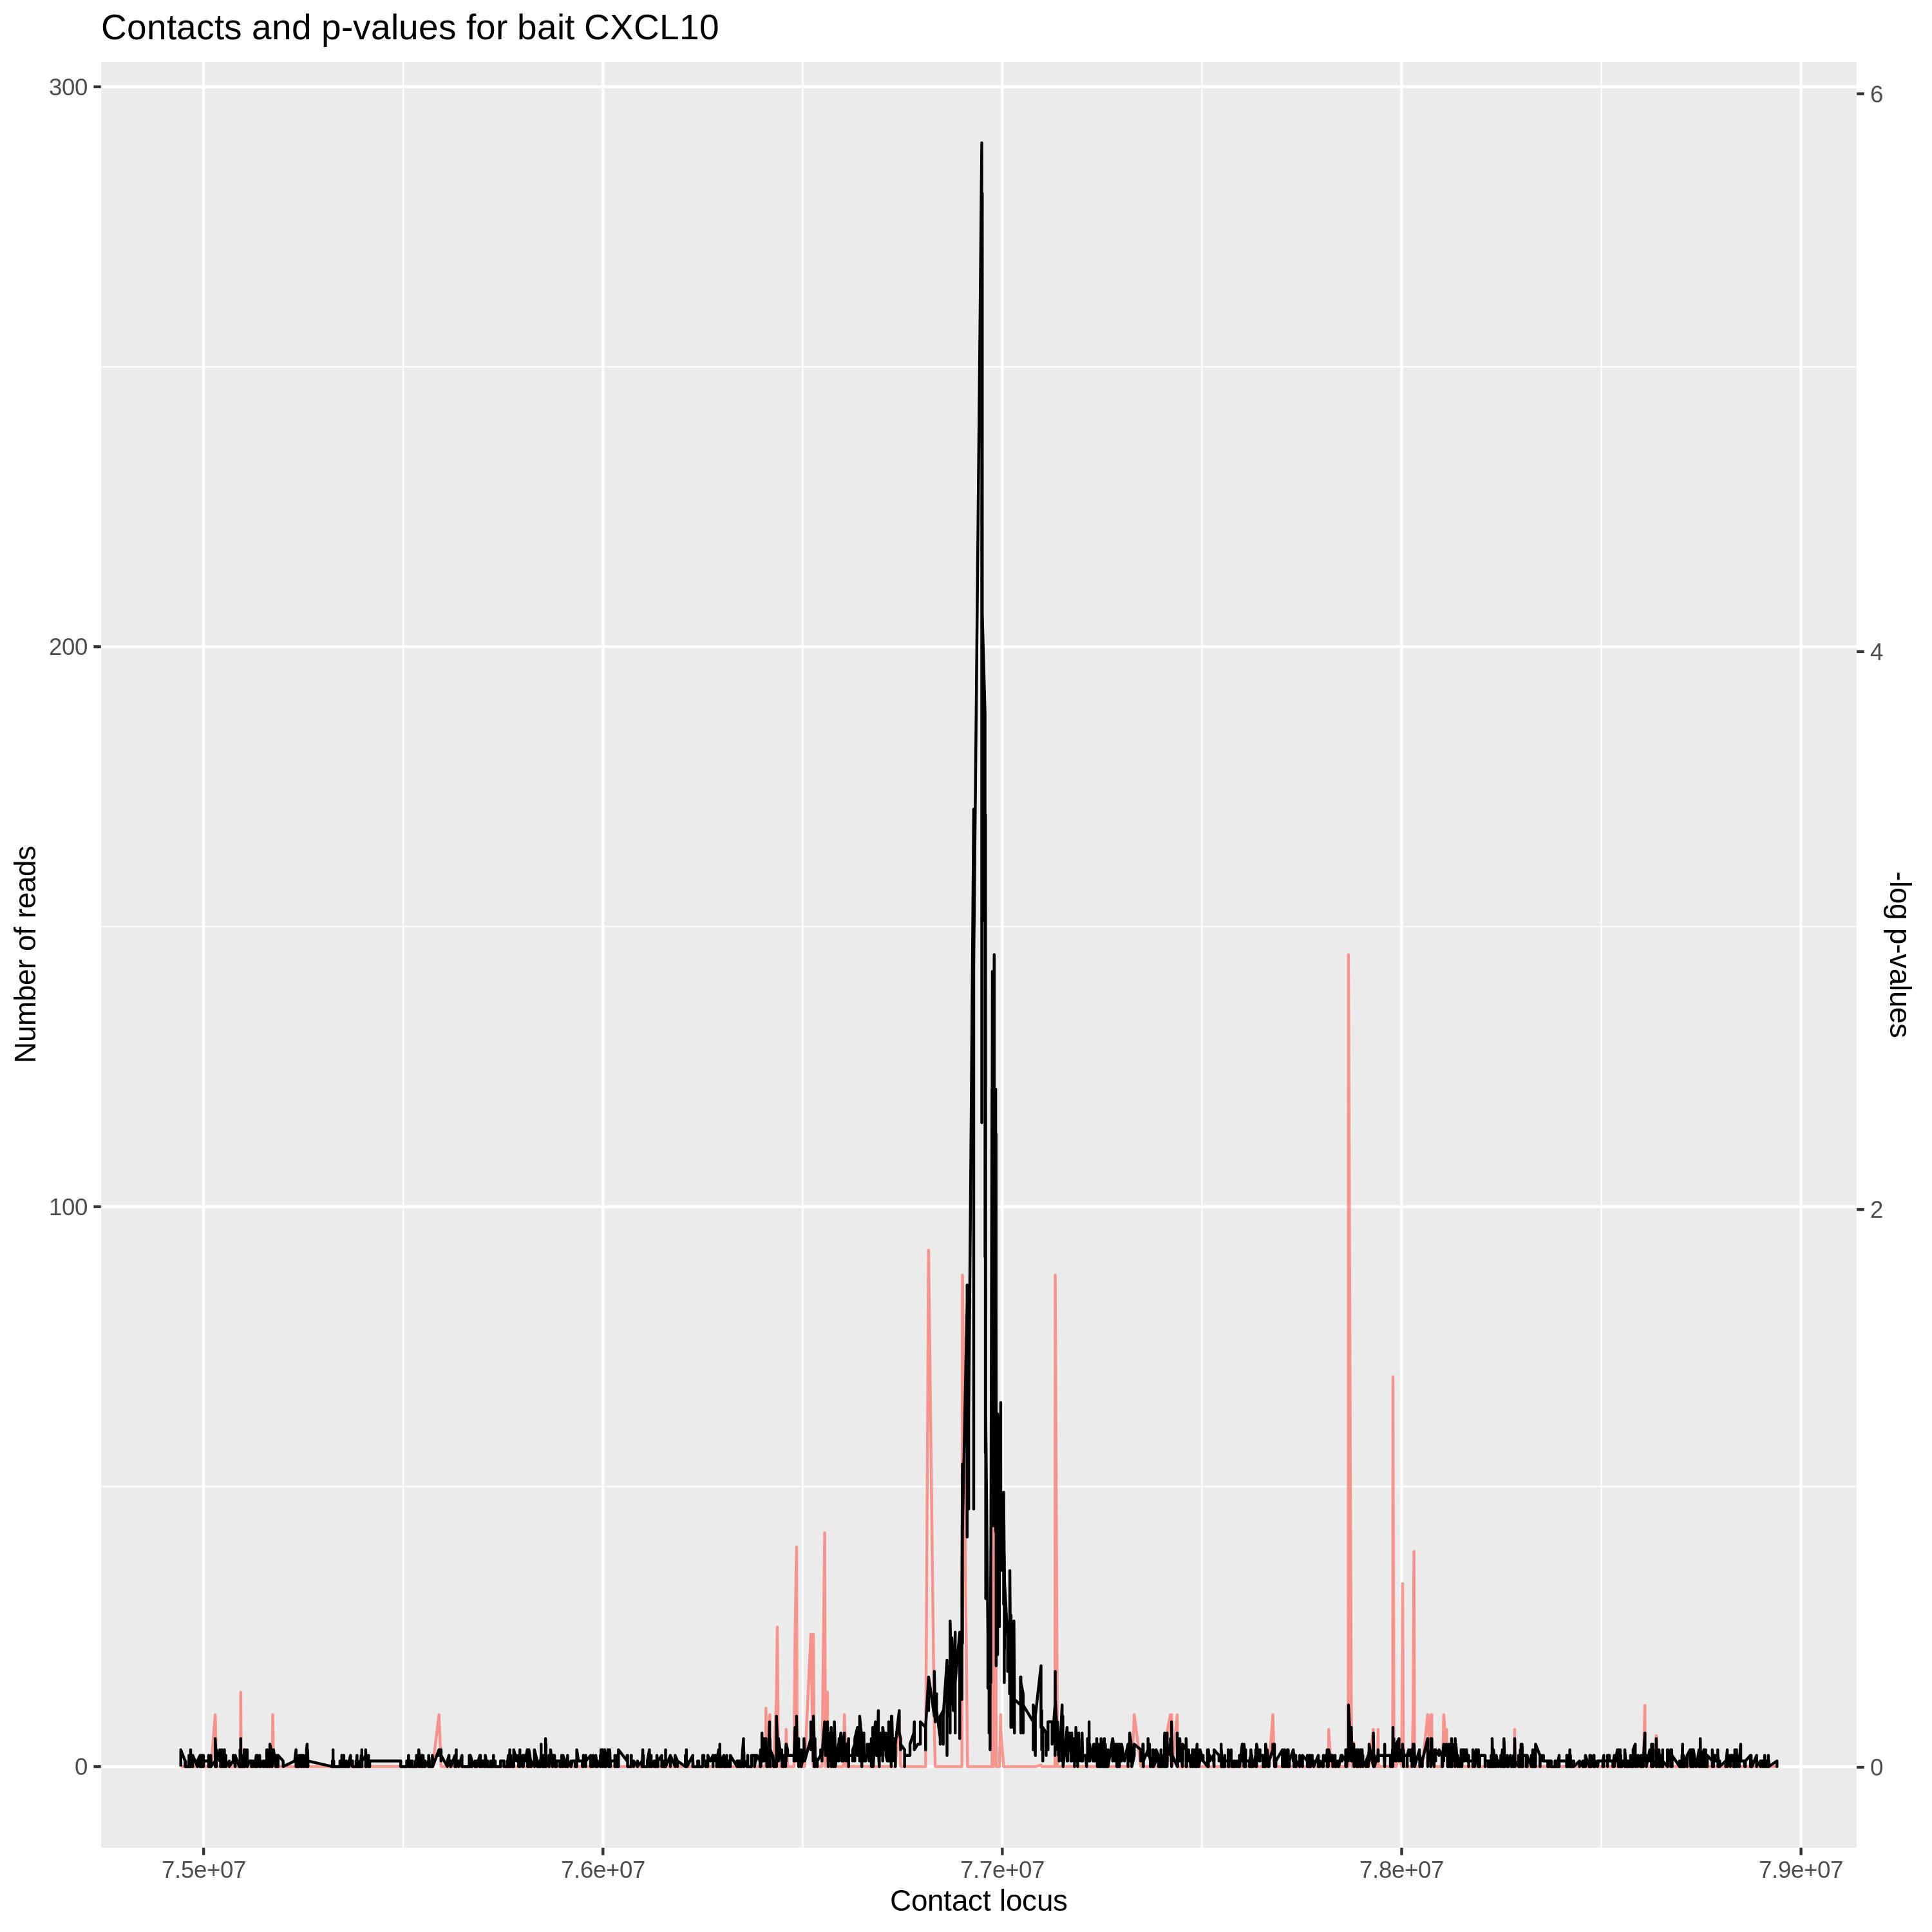 Contacts and p-values for bait CXCL10
300
200
100
0
Number of reads
6
4
2
0
-log p-values
7.5e+07
7.6e+07
7.7e+07
7.8e+07
7.9e+07
Contact locus